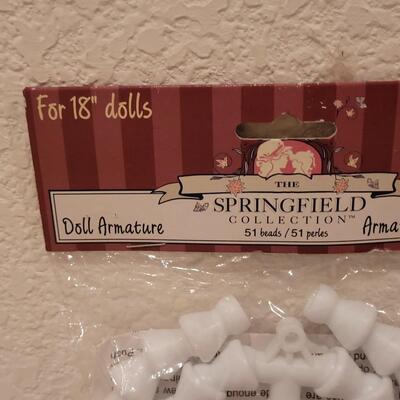 For 18" dolls
THE
SPRINGFIELD
COLLECTION™
Doll Armature
51 beads / 51 perles
Arma